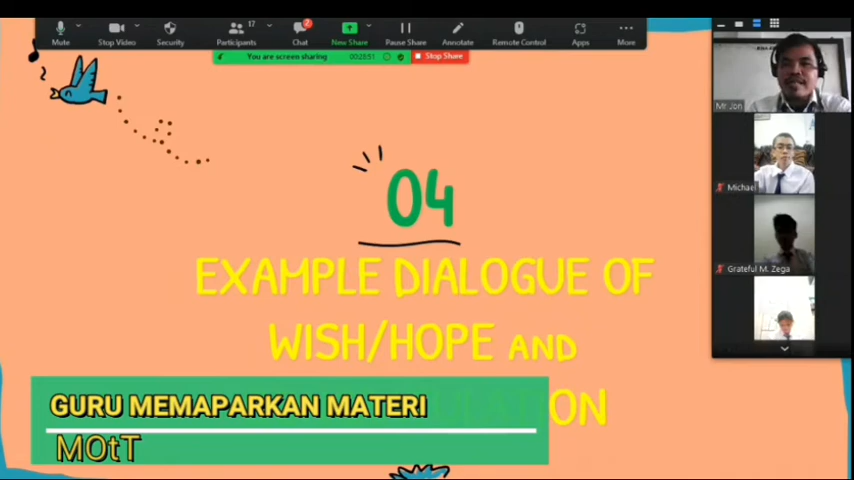 17
2
Mute
Stop Video
Security
Participants
Chat
New Share
Pause Share
Annotate
Remote Control
Apps
More
You are screen sharing
Stop Share
Mr Jon
Michael
Grateful M. Zega
04
EXAMPLE DIALOGUE OF
WISH/HOPE AND
ON
GURU MEMAPARKAN MATERI
MOtT